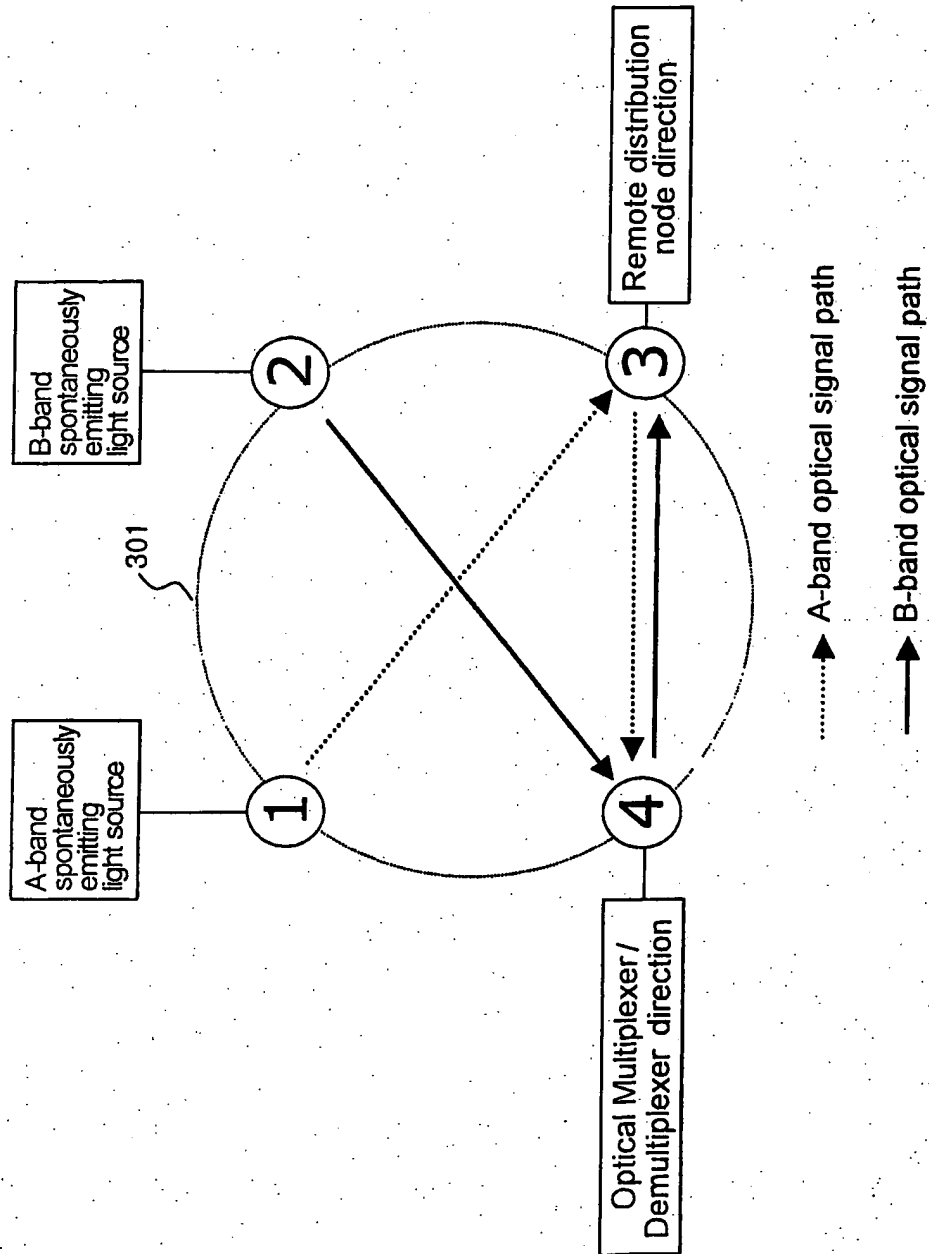 A-band
spontaneously
emitting
light source
B-band
spontaneously
emitting
light source
301
1
2
4
3
Optical Multiplexer/
Demultiplexer direction
Remote distribution
node direction
A-band optical signal path
B-band optical signal path